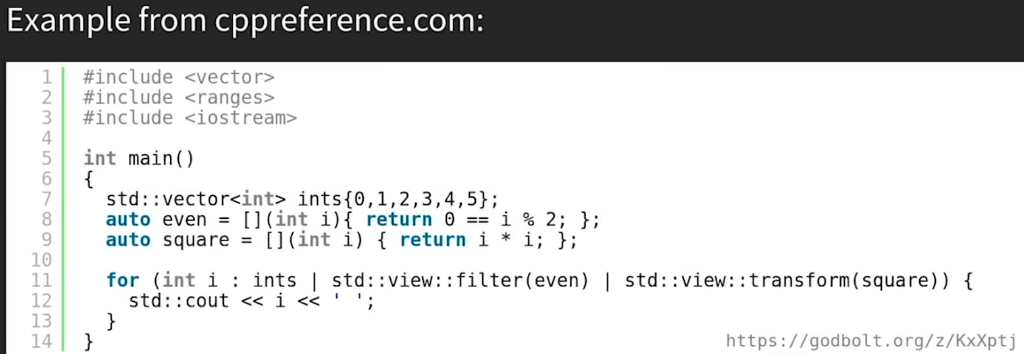 Example from cppreference.com:
1 #include <vector>
2 #include <ranges>
3 #include <iostream>
4
5 int main()
6 {
7   std::vector<int> ints{0,1,2,3,4,5};
8   auto even = [](int i){ return 0 == i % 2; };
9   auto square = [](int i) { return i * i; };
10
11   for (int i : ints | std::view::filter(even) | std::view::transform(square)) {
12     std::cout << i << ' ';
13   }
14 }
https://godbolt.org/z/KxXptj